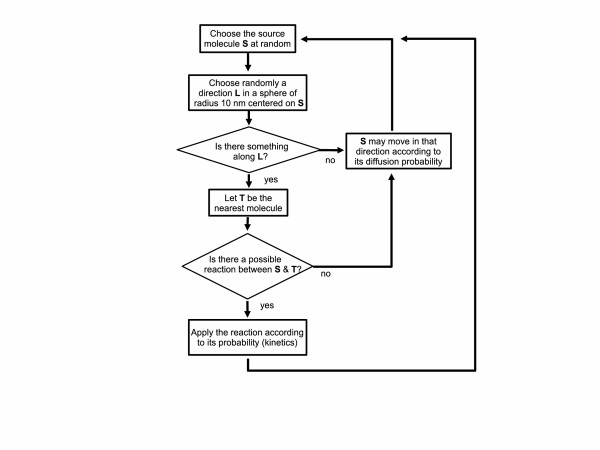 Choose the source
molecule S at random
Choose randomly a
direction L in a sphere of
radius 10 nm centered on S
Is there something
along L?
no
S may move in that
direction according to
its diffusion probability
yes
Let T be the
nearest molecule
Is there a possible
reaction between S & T?
no
yes
Apply the reaction according
to its probability (kinetics)